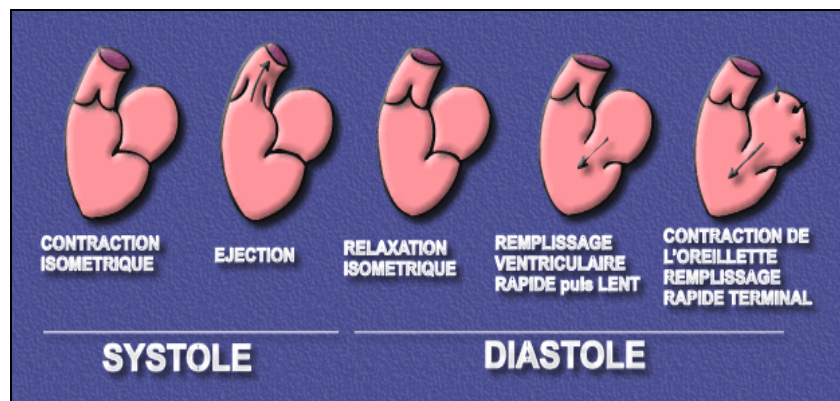 CONTRACTION
ISOMETRIQUE
EJECTION
RELAXATION
ISOMETRIQUE
REMPLISSAGE
VENTRICULAIRE
RAPIDE puis LENT
CONTRACTION DE
L'OREILLETTE
REMPLISSAGE
RAPIDE TERMINAL
SYSTOLE
DIASTOLE